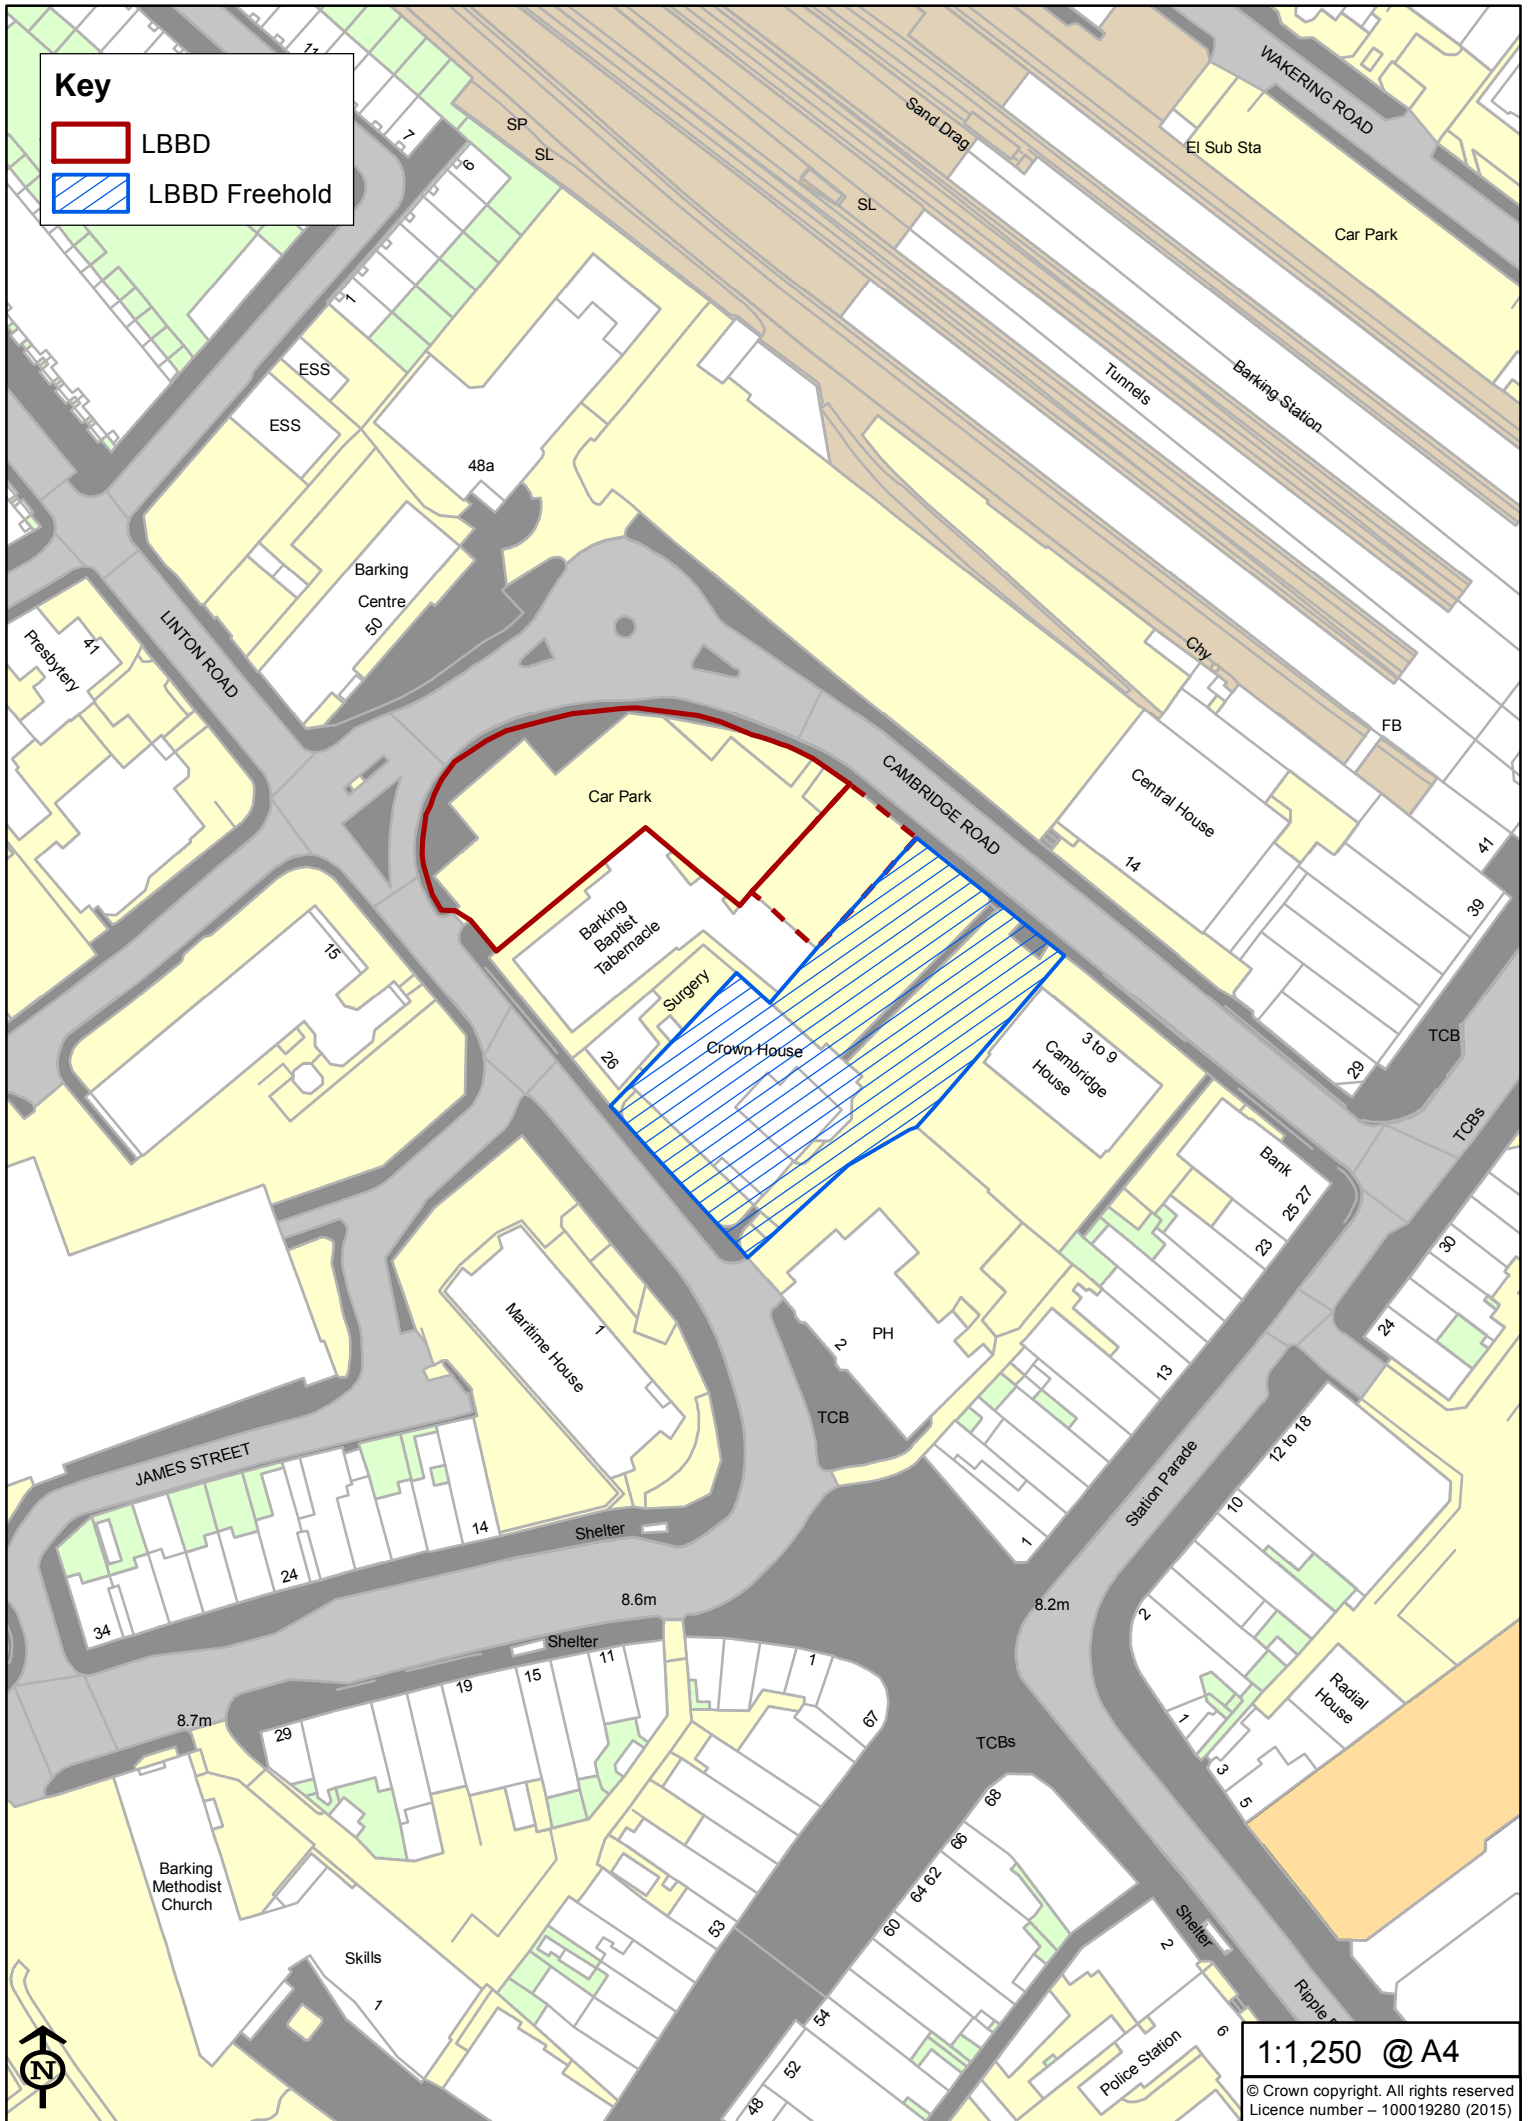 Key
LBBD
LBBD Freehold
7
6
1
SP
SL
Sand Drag
SL
WAKERING ROAD
El Sub Sta
Car Park
Tunnels
Barking Station
ESS
ESS
48a
Barking
Centre
50
LINTON ROAD
41
Presbytery
Chy
FB
Central House
14
41
39
29
TCB
TCBs
CAMBRIDGE ROAD
Car Park
Barking
Baptist
Tabernacle
Surgery
26
Crown House
15
3 to 9
Cambridge
House
Bank
25 27
23
13
30
24
Maritime House
1
2
PH
TCB
JAMES STREET
14
24
34
Shelter
8.6m
Shelter
8.7m
Station Parade
12 to 18
10
2
1
8.2m
1
3
5
Radial
House
29
19
15
11
1
67
TCBs
68
66
64 62
60
53
54
52
48
Barking
Methodist
Church
Skills
1
Shelter
2
6
Police Station
Ripple
N
1:1,250 @ A4
© Crown copyright. All rights reserved
Licence number – 100019280 (2015)